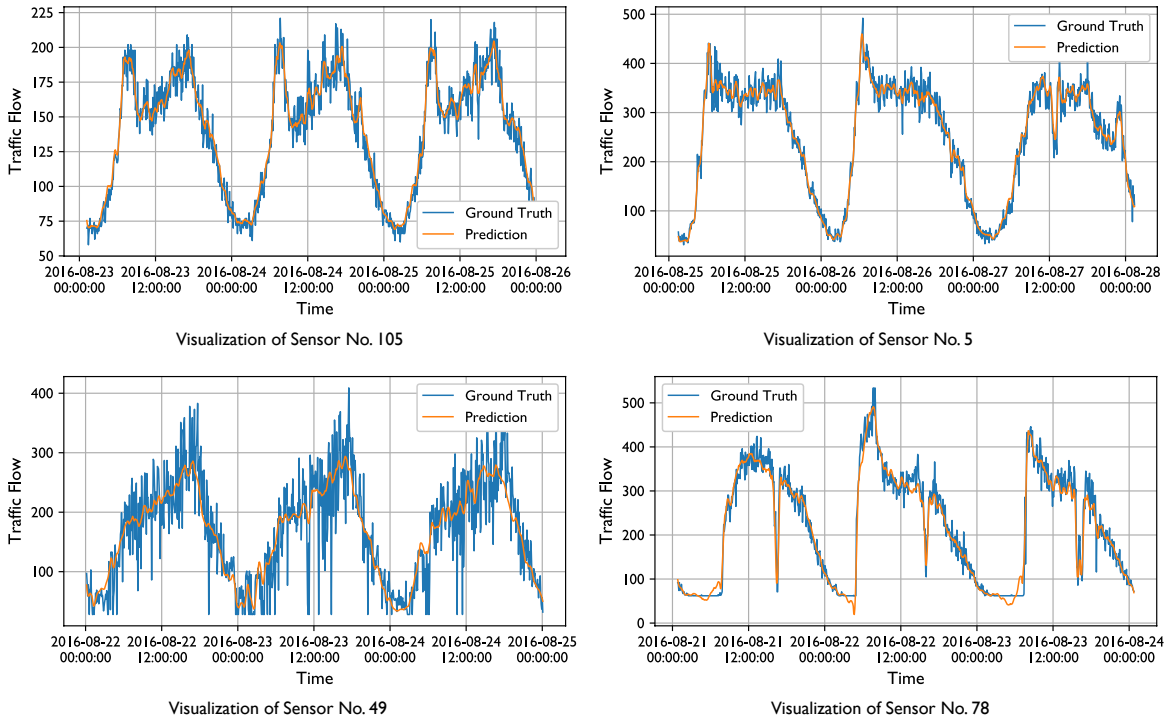 225
200
175
150
125
100
75
50
Traffic Flow
Ground Truth
Prediction
2016-08-23 2016-08-23 2016-08-24 2016-08-24 2016-08-25 2016-08-25 2016-08-26
00:00:00 12:00:00 00:00:00 12:00:00 00:00:00 12:00:00 00:00:00
Time
Visualization of Sensor No. 105
500
400
300
200
100
Traffic Flow
Ground Truth
Prediction
2016-08-25 2016-08-25 2016-08-26 2016-08-26 2016-08-27 2016-08-27 2016-08-28
00:00:00 12:00:00 00:00:00 12:00:00 00:00:00 12:00:00 00:00:00
Time
Visualization of Sensor No. 5
400
300
200
100
Traffic Flow
Ground Truth
Prediction
2016-08-22 2016-08-22 2016-08-23 2016-08-23 2016-08-24 2016-08-24 2016-08-25
00:00:00 12:00:00 00:00:00 12:00:00 00:00:00 12:00:00 00:00:00
Time
Visualization of Sensor No. 49
500
400
300
200
100
0
Traffic Flow
Ground Truth
Prediction
2016-08-21 2016-08-21 2016-08-22 2016-08-22 2016-08-23 2016-08-23 2016-08-24
00:00:00 12:00:00 00:00:00 12:00:00 00:00:00 12:00:00 00:00:00
Time
Visualization of Sensor No. 78